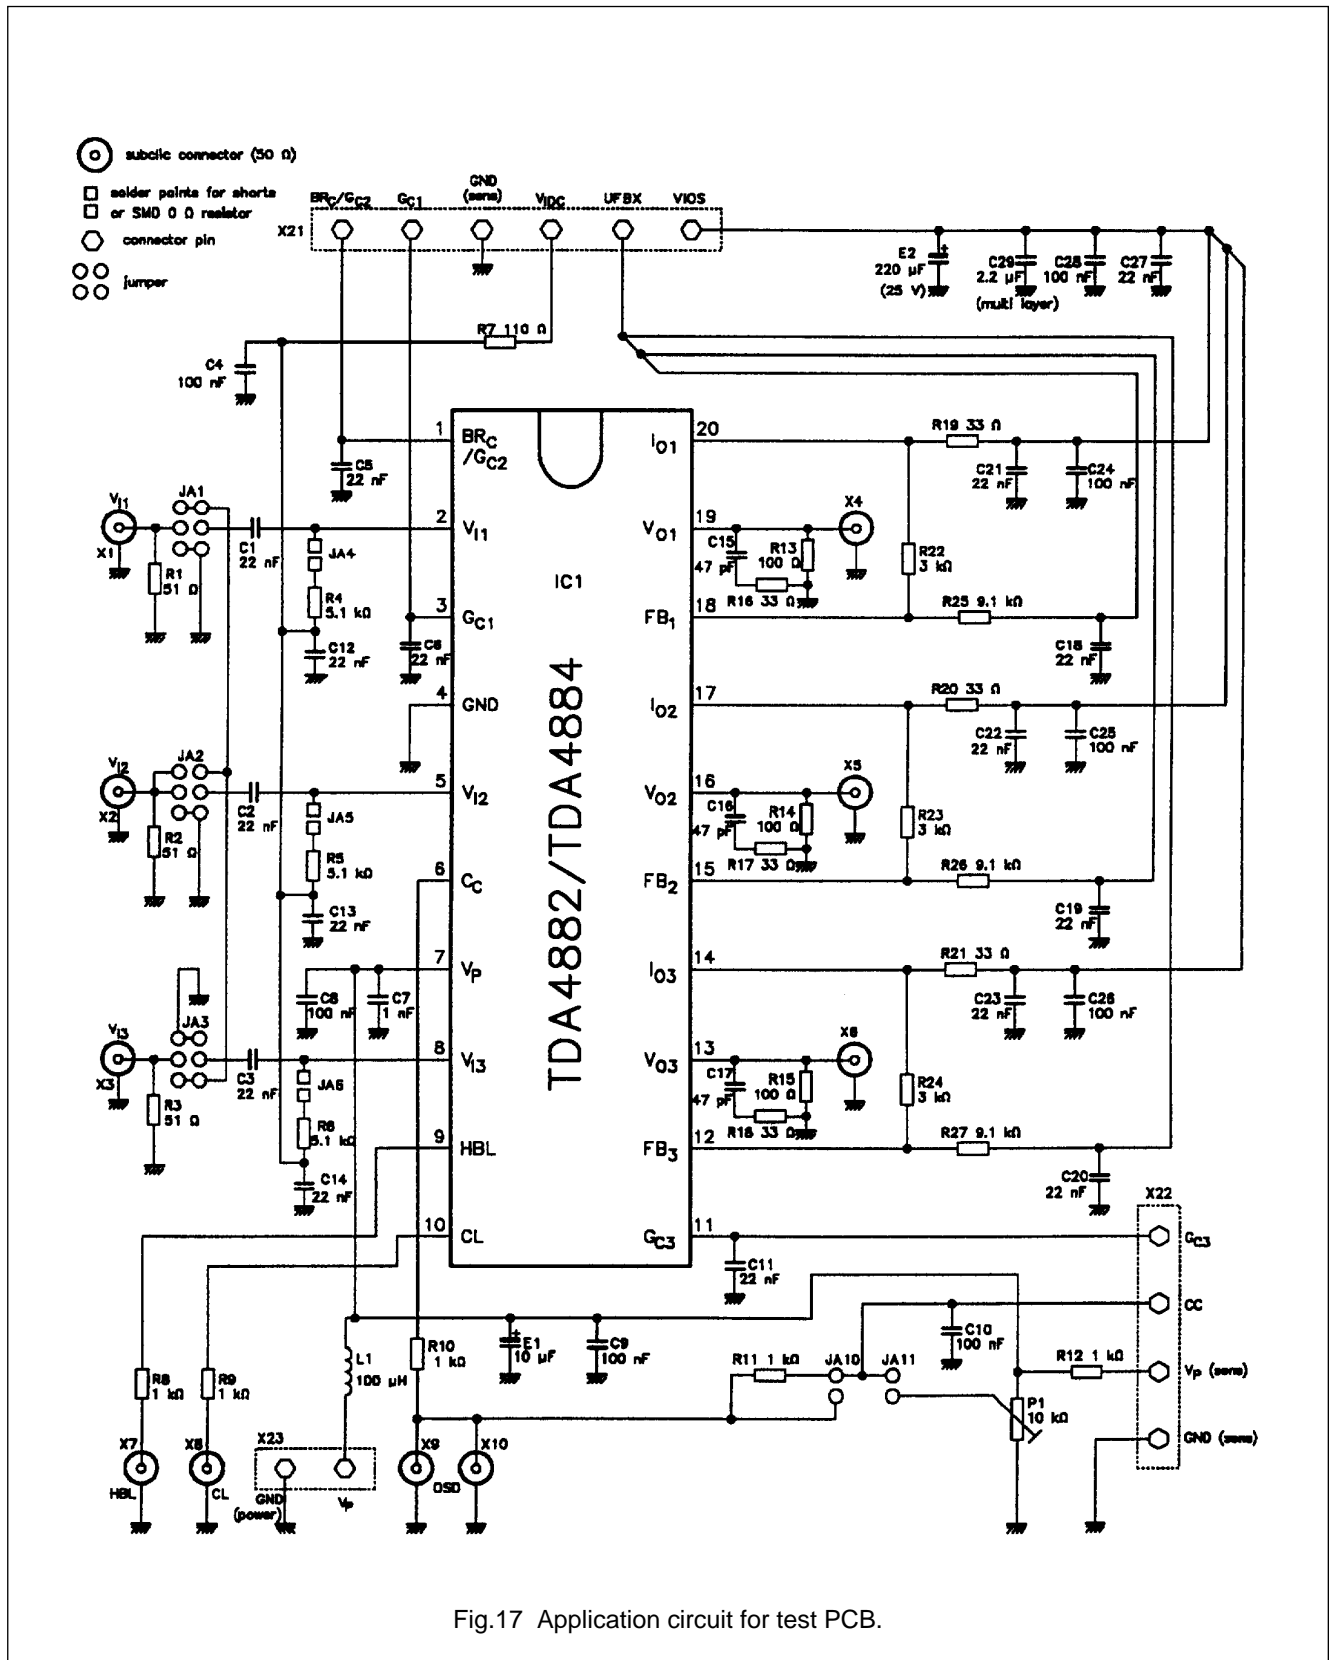 subclic connector (50 Ω)
solder points for shorts
or SMD 0 Ω resistor
connector pin
jumper
X21
BRC/GC2
GC1
GND
(sens)
VIDC
UFBX
VIOS
E2
220 µF
(25 V)
C29
2.2 µF
(multi layer)
C28
100 nF
C27
22 nF
R7 110 Ω
C4
100 nF
1
BRC
/GC2
C5
22 nF
VI1
X1
JA1
R1
51 Ω
C1
22 nF
2
VI1
JA4
R4
5.1 kΩ
C12
22 nF
3
GC1
C6
22 nF
4
GND
VI2
X2
JA2
R2
51 Ω
C2
22 nF
5
VI2
JA5
R5
5.1 kΩ
C13
22 nF
6
CC
7
VP
C8
100 nF
C7
1 nF
VI3
X3
JA3
R3
51 Ω
C3
22 nF
8
VI3
JA6
R6
5.1 kΩ
C14
22 nF
9
HBL
10
CL
IC1
TDA4882/TDA4884
20
IO1
R19 33 Ω
C21
22 nF
C24
100 nF
19
VO1
X4
C15
47 pF
R13
100 Ω
R16 33 Ω
R22
3 kΩ
18
FB1
R25 9.1 kΩ
C18
22 nF
17
IO2
R20 33 Ω
C22
22 nF
C25
100 nF
16
VO2
X5
C16
47 pF
R14
100 Ω
R17 33 Ω
R23
3 kΩ
15
FB2
R26 9.1 kΩ
C19
22 nF
14
IO3
R21 33 Ω
C23
22 nF
C26
100 nF
13
VO3
X6
C17
47 pF
R15
100 Ω
R18 33 Ω
R24
3 kΩ
12
FB3
R27 9.1 kΩ
C20
22 nF
11
GC3
C11
22 nF
X22
GC3
CC
VP (sens)
GND (sens)
C10
100 nF
R12 1 kΩ
P1
10 kΩ
R11 1 kΩ
JA10
JA11
E1
10 µF
C9
100 nF
R10
1 kΩ
L1
100 µH
R8
1 kΩ
R9
1 kΩ
X7
HBL
X8
CL
X23
GND
(power)
VP
X9
OSD
X10
Fig.17 Application circuit for test PCB.